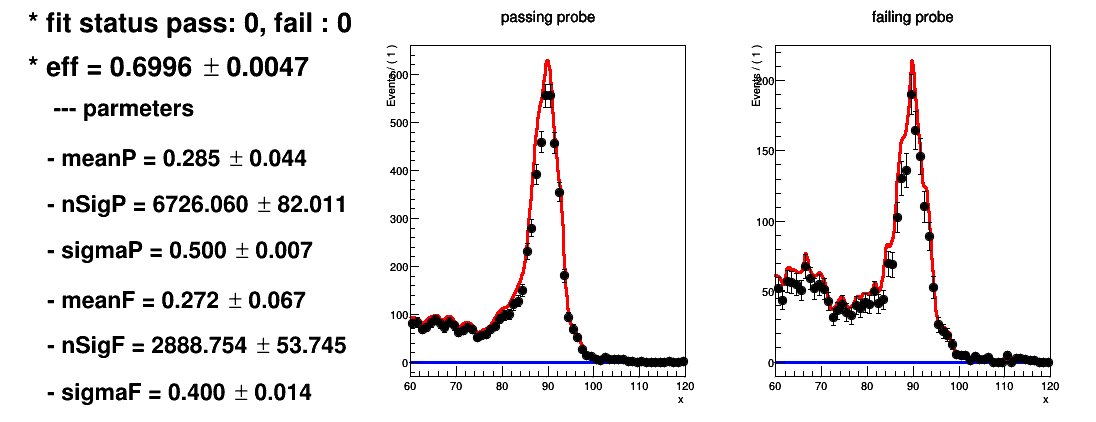 * fit status pass: 0, fail : 0
* eff = 0.6996 ± 0.0047
--- parmeters
- meanP = 0.285 ± 0.044
- nSigP = 6726.060 ± 82.011
- sigmaP = 0.500 ± 0.007
- meanF = 0.272 ± 0.067
- nSigF = 2888.754 ± 53.745
- sigmaF = 0.400 ± 0.014
passing probe
Events / ( 1 )
600
500
400
300
200
100
0
60 70 80 90 100 110 120
x
failing probe
Events / ( 1 )
200
150
100
50
0
60 70 80 90 100 110 120
x